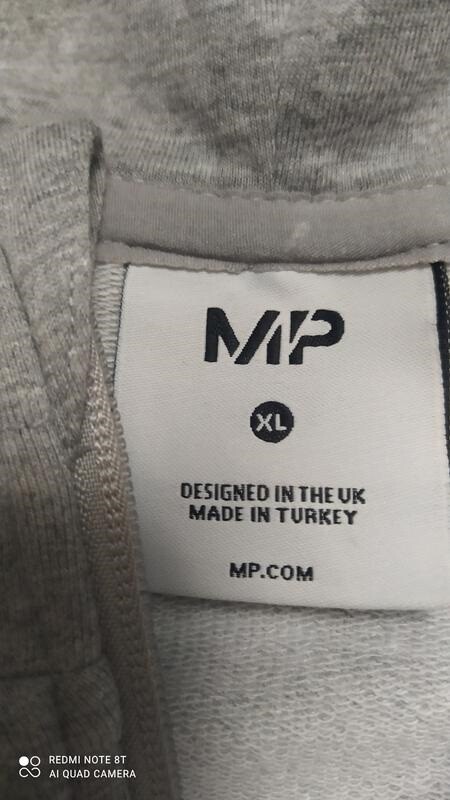 MP
XL
DESIGNED IN THE UK
MADE IN TURKEY
MP.COM
REDMI NOTE 8T
AI QUAD CAMERA